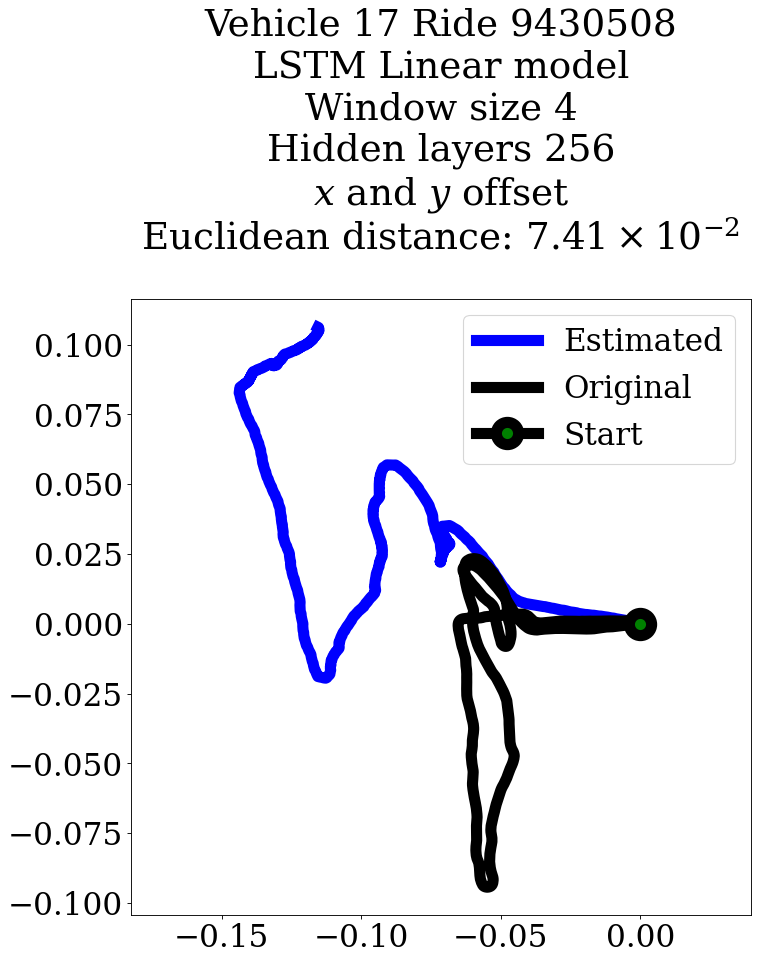 Vehicle 17 Ride 9430508
LSTM Linear model
Window size 4
Hidden layers 256
x and y offset
Euclidean distance: 7.41 × 10⁻²
Estimated
Original
Start
0.100
0.075
0.050
0.025
0.000
−0.025
−0.050
−0.075
−0.100
−0.15 −0.10 −0.05 0.00